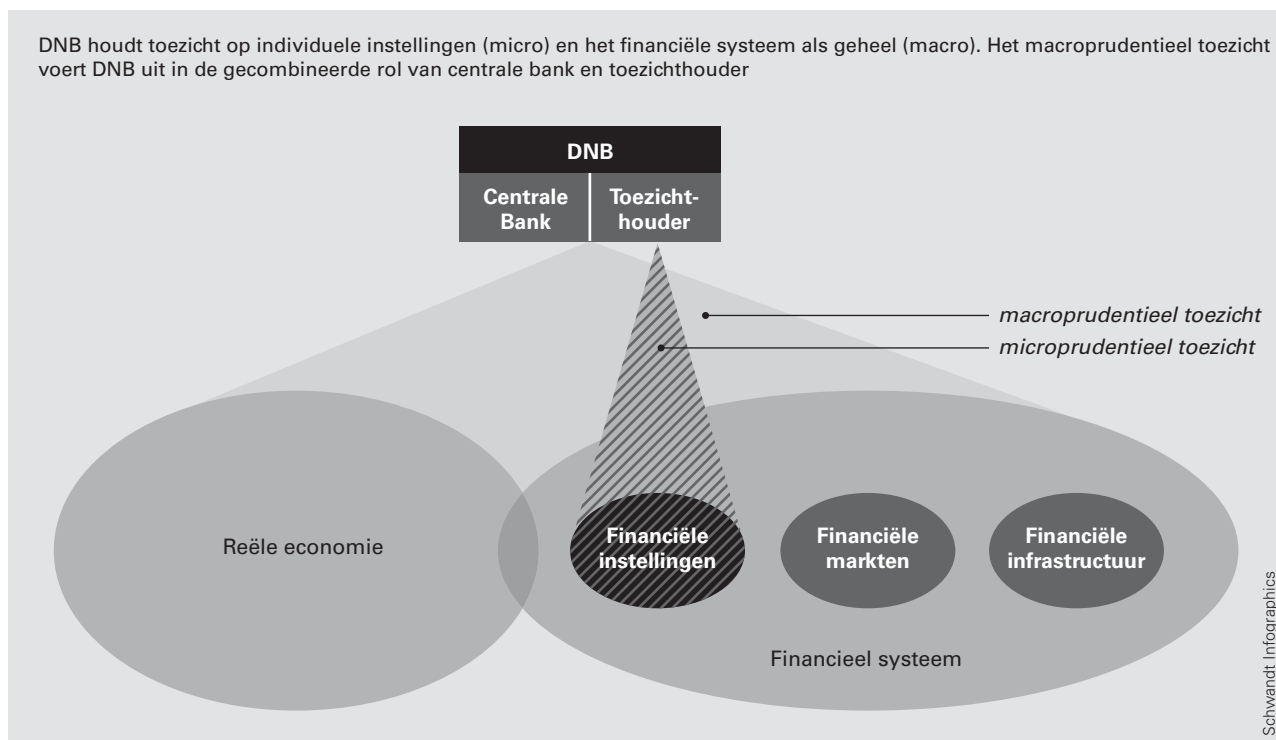 DNB houdt toezicht op individuele instellingen (micro) en het financiële systeem als geheel (macro). Het macroprudentieel toezicht
voert DNB uit in de gecombineerde rol van centrale bank en toezichthouder
DNB
Centrale
Bank
Toezicht-
houder
macroprudentieel toezicht
microprudentieel toezicht
Reële economie
Financiële
instellingen
Financiële
markten
Financiële
infrastructuur
Financieel systeem
Schwandt Infographics